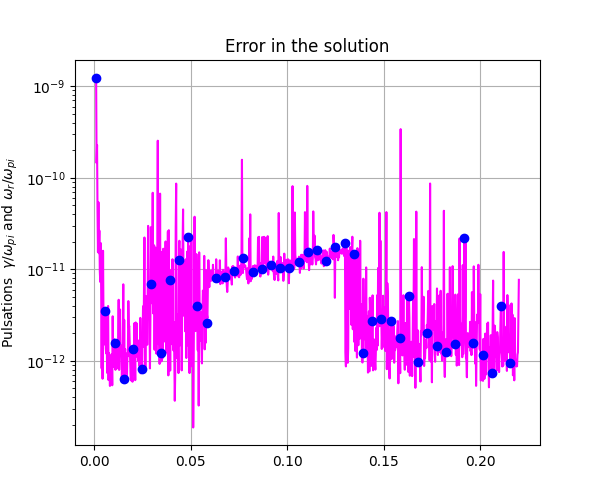 Error in the solution
Pulsations γ/ω_pi and ω_r/ω_pi
10⁻⁹
10⁻¹⁰
10⁻¹¹
10⁻¹²
0.00 0.05 0.10 0.15 0.20